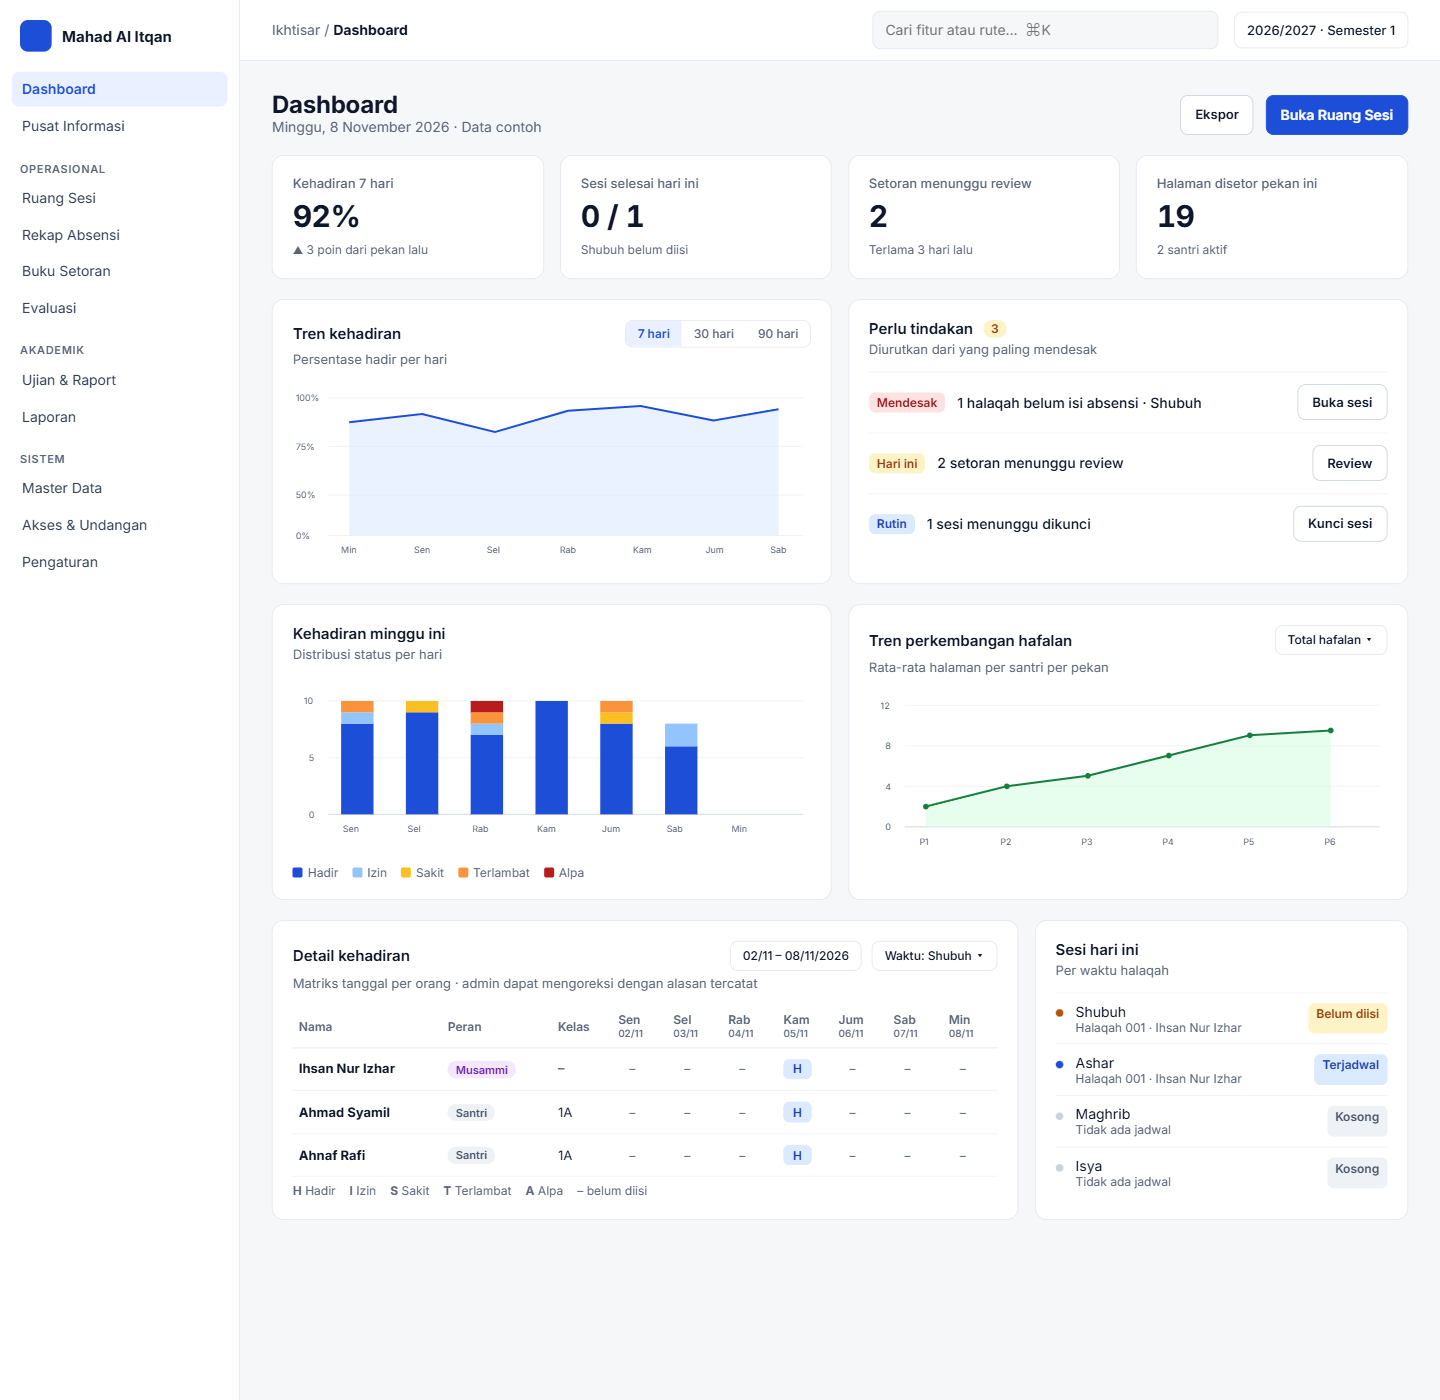 Mahad Al Itqan
Dashboard
Pusat Informasi
OPERASIONAL
Ruang Sesi
Rekap Absensi
Buku Setoran
Evaluasi
AKADEMIK
Ujian & Raport
Laporan
SISTEM
Master Data
Akses & Undangan
Pengaturan
Ikhtisar / Dashboard
Cari fitur atau rute... ⌘K
2026/2027 · Semester 1
Dashboard
Minggu, 8 November 2026 · Data contoh
Ekspor
Buka Ruang Sesi
Kehadiran 7 hari
92%
▲ 3 poin dari pekan lalu
Sesi selesai hari ini
0 / 1
Shubuh belum diisi
Setoran menunggu review
2
Terlama 3 hari lalu
Halaman disetor pekan ini
19
2 santri aktif
Tren kehadiran
7 hari 30 hari 90 hari
Persentase hadir per hari
100%
75%
50%
0%
Min Sen Sel Rab Kam Jum Sab
Perlu tindakan 3
Diurutkan dari yang paling mendesak
Mendesak 1 halaqah belum isi absensi · Shubuh Buka sesi
Hari ini 2 setoran menunggu review Review
Rutin 1 sesi menunggu dikunci Kunci sesi
Kehadiran minggu ini
Distribusi status per hari
10
5
0
Sen Sel Rab Kam Jum Sab Min
Hadir Izin Sakit Terlambat Alpa
Tren perkembangan hafalan
Total hafalan ▾
Rata-rata halaman per santri per pekan
12
8
4
0
P1 P2 P3 P4 P5 P6
Detail kehadiran
02/11 – 08/11/2026 Waktu: Shubuh ▾
Matriks tanggal per orang · admin dapat mengoreksi dengan alasan tercatat
Nama Peran Kelas Sen Sel Rab Kam Jum Sab Min
02/11 03/11 04/11 05/11 06/11 07/11 08/11
Ihsan Nur Izhar Musammi – – – – H – – –
Ahmad Syamil Santri 1A – – – H – – –
Ahnaf Rafi Santri 1A – – – H – – –
H Hadir I Izin S Sakit T Terlambat A Alpa – belum diisi
Sesi hari ini
Per waktu halaqah
Shubuh Belum diisi
Halaqah 001 · Ihsan Nur Izhar
Ashar Terjadwal
Halaqah 001 · Ihsan Nur Izhar
Maghrib Kosong
Tidak ada jadwal
Isya Kosong
Tidak ada jadwal